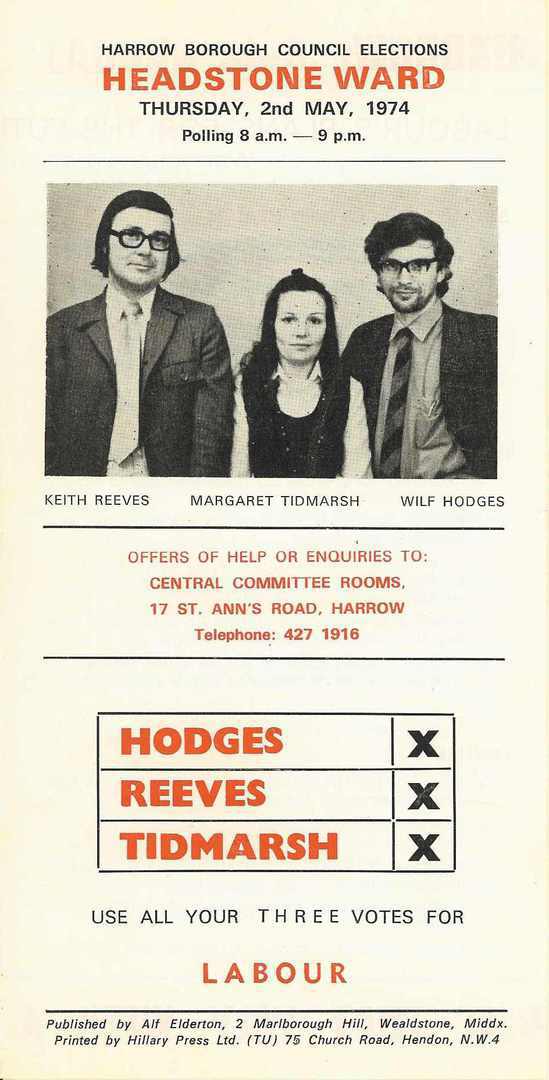 HARROW BOROUGH COUNCIL ELECTIONS
HEADSTONE WARD
THURSDAY, 2nd MAY, 1974
Polling 8 a.m. — 9 p.m.
KEITH REEVES MARGARET TIDMARSH WILF HODGES
OFFERS OF HELP OR ENQUIRIES TO:
CENTRAL COMMITTEE ROOMS,
17 ST. ANN'S ROAD, HARROW
Telephone: 427 1916
HODGES X
REEVES X
TIDMARSH X
USE ALL YOUR THREE VOTES FOR
LABOUR
Published by Alf Elderton, 2 Marlborough Hill, Wealdstone, Middx.
Printed by Hillary Press Ltd. (TU) 75 Church Road, Hendon, N.W.4